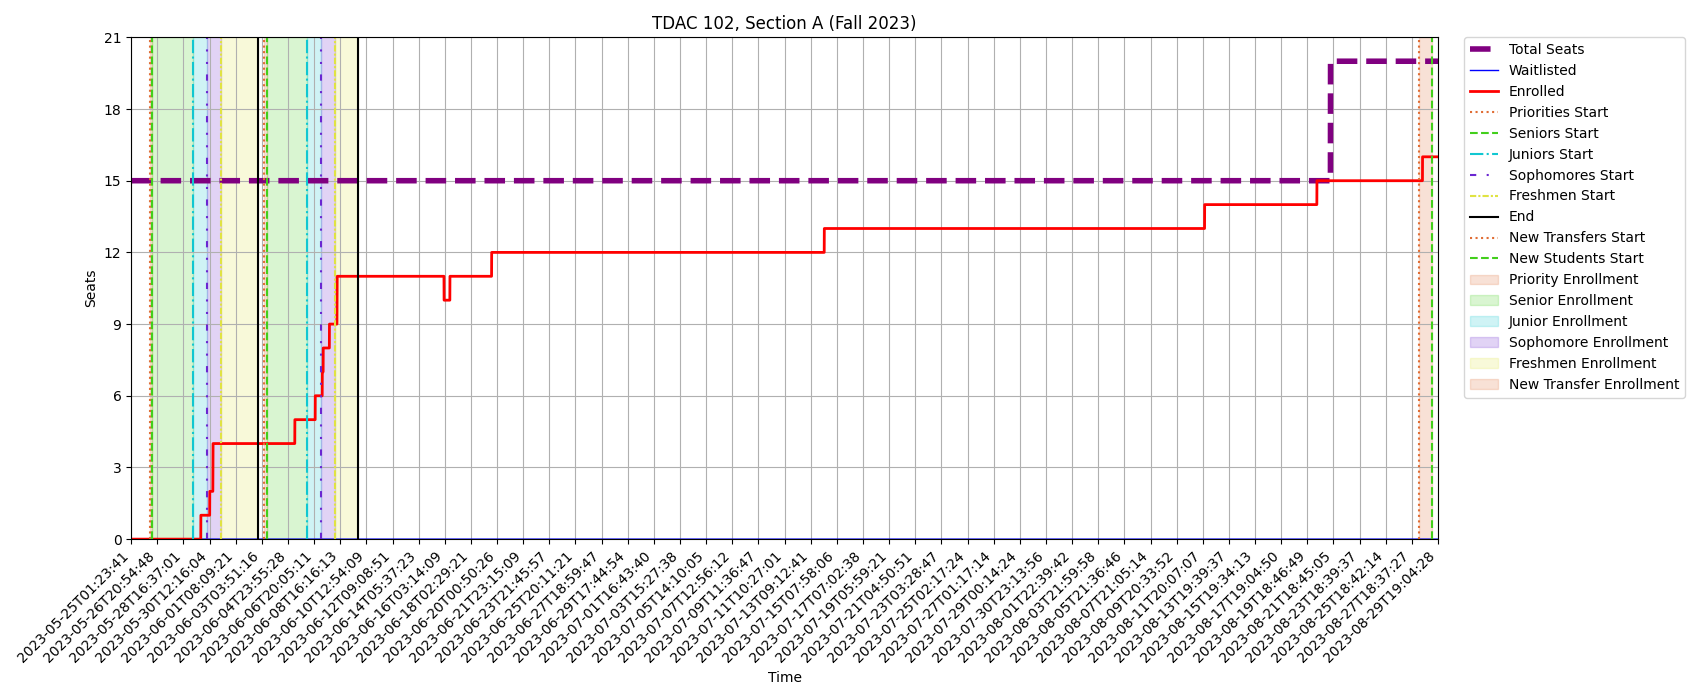 TDAC 102, Section A (Fall 2023)
Seats
21
18
15
12
9
6
3
0
2023-05-25T01:23:41
2023-05-26T20:54:48
2023-05-28T16:37:01
2023-05-30T12:16:04
2023-06-01T08:09:21
2023-06-03T03:51:16
2023-06-04T23:55:28
2023-06-06T20:05:11
2023-06-08T16:16:13
2023-06-10T12:54:09
2023-06-12T09:08:51
2023-06-14T05:37:23
2023-06-16T03:14:09
2023-06-18T02:29:21
2023-06-20T00:50:26
2023-06-21T23:15:09
2023-06-23T21:45:57
2023-06-25T20:11:21
2023-06-27T18:59:47
2023-06-29T17:44:54
2023-07-01T16:43:40
2023-07-03T15:27:38
2023-07-05T14:10:05
2023-07-07T12:56:12
2023-07-09T11:36:47
2023-07-11T10:27:01
2023-07-13T09:12:41
2023-07-15T07:58:06
2023-07-17T07:02:38
2023-07-19T05:59:21
2023-07-21T04:50:51
2023-07-23T03:28:47
2023-07-25T02:17:24
2023-07-27T01:17:14
2023-07-29T00:14:24
2023-07-30T23:13:56
2023-08-01T22:39:42
2023-08-03T21:59:58
2023-08-05T21:36:46
2023-08-07T21:05:14
2023-08-09T20:33:52
2023-08-11T20:07:07
2023-08-13T19:39:37
2023-08-15T19:34:13
2023-08-17T19:04:50
2023-08-19T18:46:49
2023-08-21T18:45:05
2023-08-23T18:39:37
2023-08-25T18:42:14
2023-08-27T18:37:27
2023-08-29T19:04:28
Time
Total Seats
Waitlisted
Enrolled
Priorities Start
Seniors Start
Juniors Start
Sophomores Start
Freshmen Start
End
New Transfers Start
New Students Start
Priority Enrollment
Senior Enrollment
Junior Enrollment
Sophomore Enrollment
Freshmen Enrollment
New Transfer Enrollment